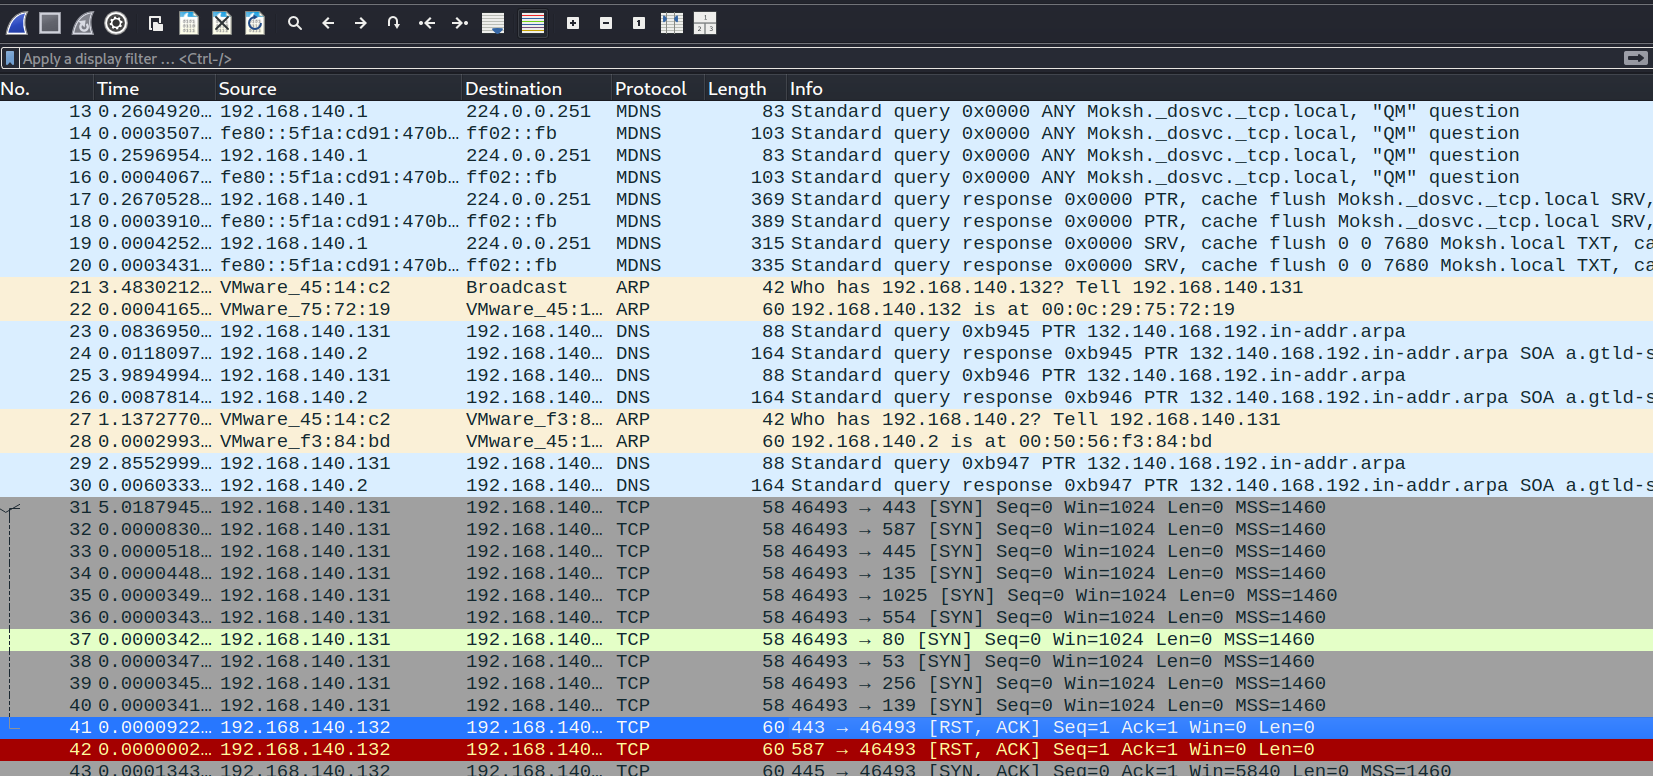 Apply a display filter … <Ctrl-/>
No. Time Source Destination Protocol Length Info
13 0.2604920… 192.168.140.1 224.0.0.251 MDNS 83 Standard query 0x0000 ANY Moksh._dosvc._tcp.local, "QM" question
14 0.0003507… fe80::5f1a:cd91:470b… ff02::fb MDNS 103 Standard query 0x0000 ANY Moksh._dosvc._tcp.local, "QM" question
15 0.2596954… 192.168.140.1 224.0.0.251 MDNS 83 Standard query 0x0000 ANY Moksh._dosvc._tcp.local, "QM" question
16 0.0004067… fe80::5f1a:cd91:470b… ff02::fb MDNS 103 Standard query 0x0000 ANY Moksh._dosvc._tcp.local, "QM" question
17 0.2670528… 192.168.140.1 224.0.0.251 MDNS 369 Standard query response 0x0000 PTR, cache flush Moksh._dosvc._tcp.local SRV,
18 0.0003910… fe80::5f1a:cd91:470b… ff02::fb MDNS 389 Standard query response 0x0000 PTR, cache flush Moksh._dosvc._tcp.local SRV,
19 0.0004252… 192.168.140.1 224.0.0.251 MDNS 315 Standard query response 0x0000 SRV, cache flush 0 0 7680 Moksh.local TXT, ca
20 0.0003431… fe80::5f1a:cd91:470b… ff02::fb MDNS 335 Standard query response 0x0000 SRV, cache flush 0 0 7680 Moksh.local TXT, ca
21 3.4830212… VMware_45:14:c2 Broadcast ARP 42 Who has 192.168.140.132? Tell 192.168.140.131
22 0.0004165… VMware_75:72:19 VMware_45:1… ARP 60 192.168.140.132 is at 00:0c:29:75:72:19
23 0.0836950… 192.168.140.131 192.168.140… DNS 88 Standard query 0xb945 PTR 132.140.168.192.in-addr.arpa
24 0.0118097… 192.168.140.2 192.168.140… DNS 164 Standard query response 0xb945 PTR 132.140.168.192.in-addr.arpa SOA a.gtld-s
25 3.9894994… 192.168.140.131 192.168.140… DNS 88 Standard query 0xb946 PTR 132.140.168.192.in-addr.arpa
26 0.0087814… 192.168.140.2 192.168.140… DNS 164 Standard query response 0xb946 PTR 132.140.168.192.in-addr.arpa SOA a.gtld-s
27 1.1372770… VMware_45:14:c2 VMware_f3:8… ARP 42 Who has 192.168.140.2? Tell 192.168.140.131
28 0.0002993… VMware_f3:84:bd VMware_45:1… ARP 60 192.168.140.2 is at 00:50:56:f3:84:bd
29 2.8552999… 192.168.140.131 192.168.140… DNS 88 Standard query 0xb947 PTR 132.140.168.192.in-addr.arpa
30 0.0060333… 192.168.140.2 192.168.140… DNS 164 Standard query response 0xb947 PTR 132.140.168.192.in-addr.arpa SOA a.gtld-s
31 5.0187945… 192.168.140.131 192.168.140… TCP 58 46493 → 443 [SYN] Seq=0 Win=1024 Len=0 MSS=1460
32 0.0000830… 192.168.140.131 192.168.140… TCP 58 46493 → 587 [SYN] Seq=0 Win=1024 Len=0 MSS=1460
33 0.0000518… 192.168.140.131 192.168.140… TCP 58 46493 → 445 [SYN] Seq=0 Win=1024 Len=0 MSS=1460
34 0.0000448… 192.168.140.131 192.168.140… TCP 58 46493 → 135 [SYN] Seq=0 Win=1024 Len=0 MSS=1460
35 0.0000349… 192.168.140.131 192.168.140… TCP 58 46493 → 1025 [SYN] Seq=0 Win=1024 Len=0 MSS=1460
36 0.0000343… 192.168.140.131 192.168.140… TCP 58 46493 → 554 [SYN] Seq=0 Win=1024 Len=0 MSS=1460
37 0.0000342… 192.168.140.131 192.168.140… TCP 58 46493 → 80 [SYN] Seq=0 Win=1024 Len=0 MSS=1460
38 0.0000347… 192.168.140.131 192.168.140… TCP 58 46493 → 53 [SYN] Seq=0 Win=1024 Len=0 MSS=1460
39 0.0000345… 192.168.140.131 192.168.140… TCP 58 46493 → 256 [SYN] Seq=0 Win=1024 Len=0 MSS=1460
40 0.0000341… 192.168.140.131 192.168.140… TCP 58 46493 → 139 [SYN] Seq=0 Win=1024 Len=0 MSS=1460
41 0.0000922… 192.168.140.132 192.168.140… TCP 60 443 → 46493 [RST, ACK] Seq=1 Ack=1 Win=0 Len=0
42 0.0000002… 192.168.140.132 192.168.140… TCP 60 587 → 46493 [RST, ACK] Seq=1 Ack=1 Win=0 Len=0
43 0.0001343… 192.168.140.132 192.168.140… TCP 60 445 → 46493 [SYN, ACK] Seq=0 Ack=1 Win=5840 Len=0 MSS=1460